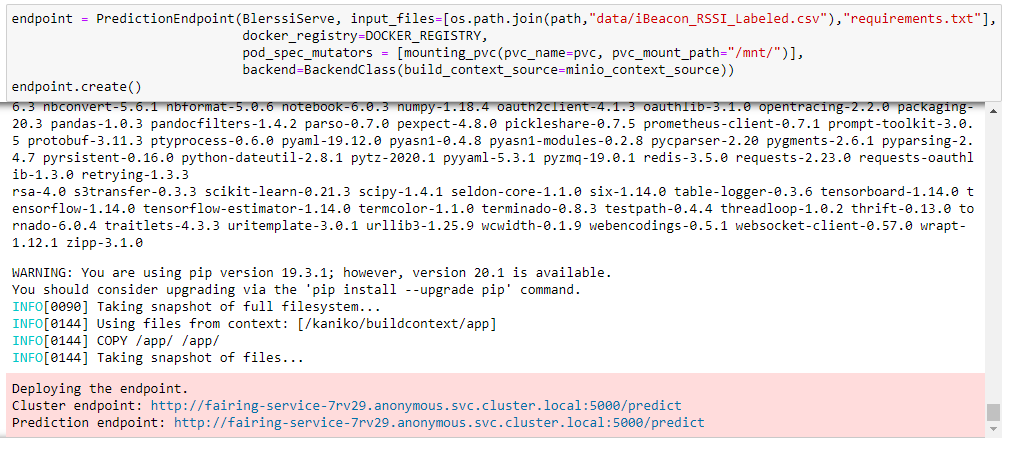 endpoint = PredictionEndpoint(BlerssiServe, input_files=[os.path.join(path,"data/iBeacon_RSSI_Labeled.csv"),"requirements.txt"],
docker_registry=DOCKER_REGISTRY,
pod_spec_mutators = [mounting_pvc(pvc_name=pvc, pvc_mount_path="/mnt/")],
backend=BackendClass(build_context_source=minio_context_source))
endpoint.create()
6.3 nbconvert-5.6.1 nbformat-5.0.6 notebook-6.0.3 numpy-1.18.4 oauth2client-4.1.3 oauthlib-3.1.0 opentracing-2.2.0 packaging-
20.3 pandas-1.0.3 pandocfilters-1.4.2 parso-0.7.0 pexpect-4.8.0 pickleshare-0.7.5 prometheus-client-0.7.1 prompt-toolkit-3.0.
5 protobuf-3.11.3 ptyprocess-0.6.0 pyaml-19.12.0 pyasn1-0.4.8 pyasn1-modules-0.2.8 pycparser-2.20 pygments-2.6.1 pyparsing-2.
4.7 pyrsistent-0.16.0 python-dateutil-2.8.1 pytz-2020.1 pyyaml-5.3.1 pyzmq-19.0.1 redis-3.5.0 requests-2.23.0 requests-oauthl
ib-1.3.0 retrying-1.3.3
rsa-4.0 s3transfer-0.3.3 scikit-learn-0.21.3 scipy-1.4.1 seldon-core-1.1.0 six-1.14.0 table-logger-0.3.6 tensorboard-1.14.0 t
ensorflow-1.14.0 tensorflow-estimator-1.14.0 termcolor-1.1.0 terminado-0.8.3 testpath-0.4.4 threadloop-1.0.2 thrift-0.13.0 to
rnado-6.0.4 traitlets-4.3.3 uritemplate-3.0.1 urllib3-1.25.9 wcwidth-0.1.9 webencodings-0.5.1 websocket-client-0.57.0 wrapt-
1.12.1 zipp-3.1.0
WARNING: You are using pip version 19.3.1; however, version 20.1 is available.
You should consider upgrading via the 'pip install --upgrade pip' command.
INFO[0090] Taking snapshot of full filesystem...
INFO[0144] Using files from context: [/kaniko/buildcontext/app]
INFO[0144] COPY /app/ /app/
INFO[0144] Taking snapshot of files...
Deploying the endpoint.
Cluster endpoint: http://fairing-service-7rv29.anonymous.svc.cluster.local:5000/predict
Prediction endpoint: http://fairing-service-7rv29.anonymous.svc.cluster.local:5000/predict